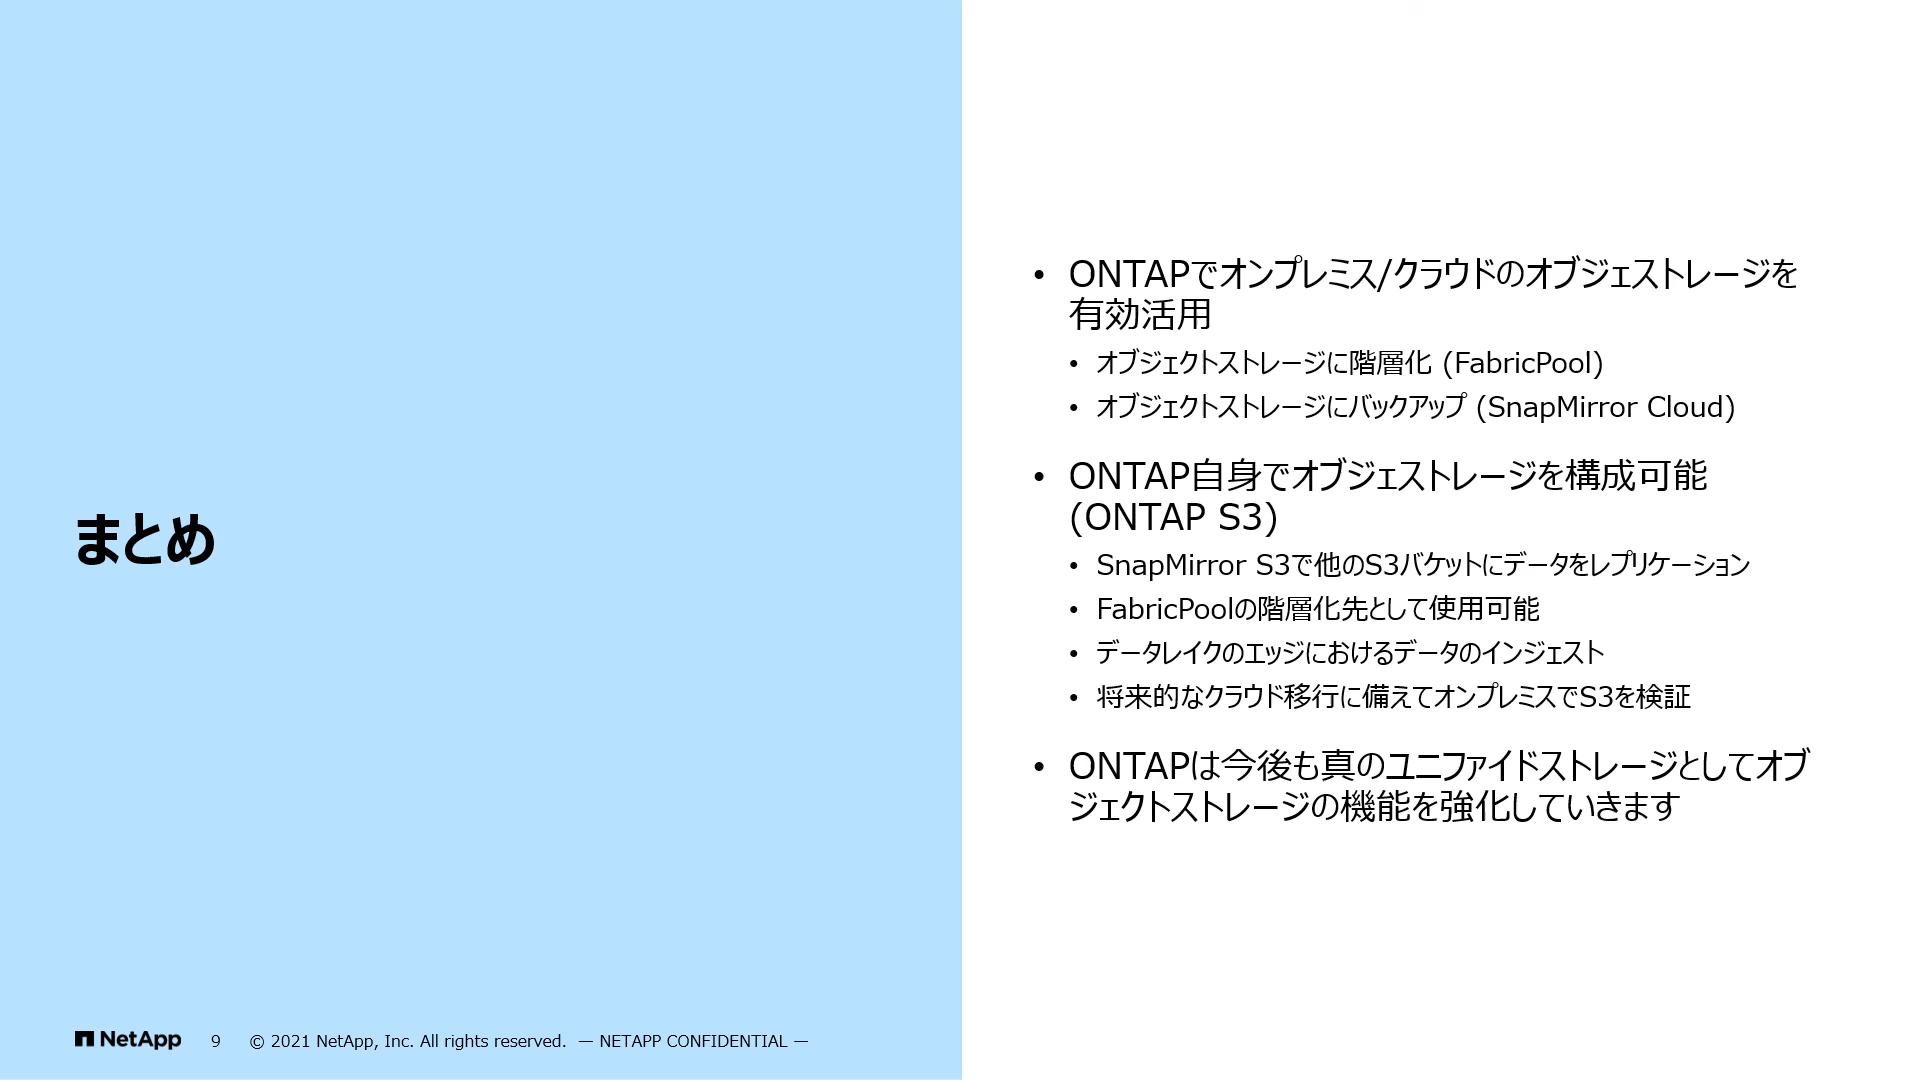 まとめ
• ONTAPでオンプレミス/クラウドのオブジェストレージを
有効活用
• オブジェクトストレージに階層化 (FabricPool)
• オブジェクトストレージにバックアップ (SnapMirror Cloud)
• ONTAP自身でオブジェストレージを構成可能
(ONTAP S3)
• SnapMirror S3で他のS3バケットにデータをレプリケーション
• FabricPoolの階層化先として使用可能
• データレイクのエッジにおけるデータのインジェスト
• 将来的なクラウド移行に備えてオンプレミスでS3を検証
• ONTAPは今後も真のユニファイドストレージとしてオブ
ジェクトストレージの機能を強化していきます
NetApp 9 © 2021 NetApp, Inc. All rights reserved. — NETAPP CONFIDENTIAL —